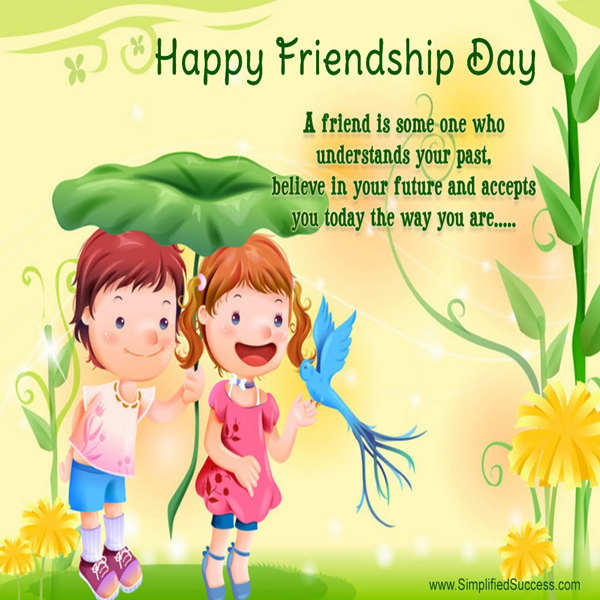 Happy Friendship Day
A friend is some one who
understands your past,
believe in your future and accepts
you today the way you are.....
www.SimplifiedSuccess.com